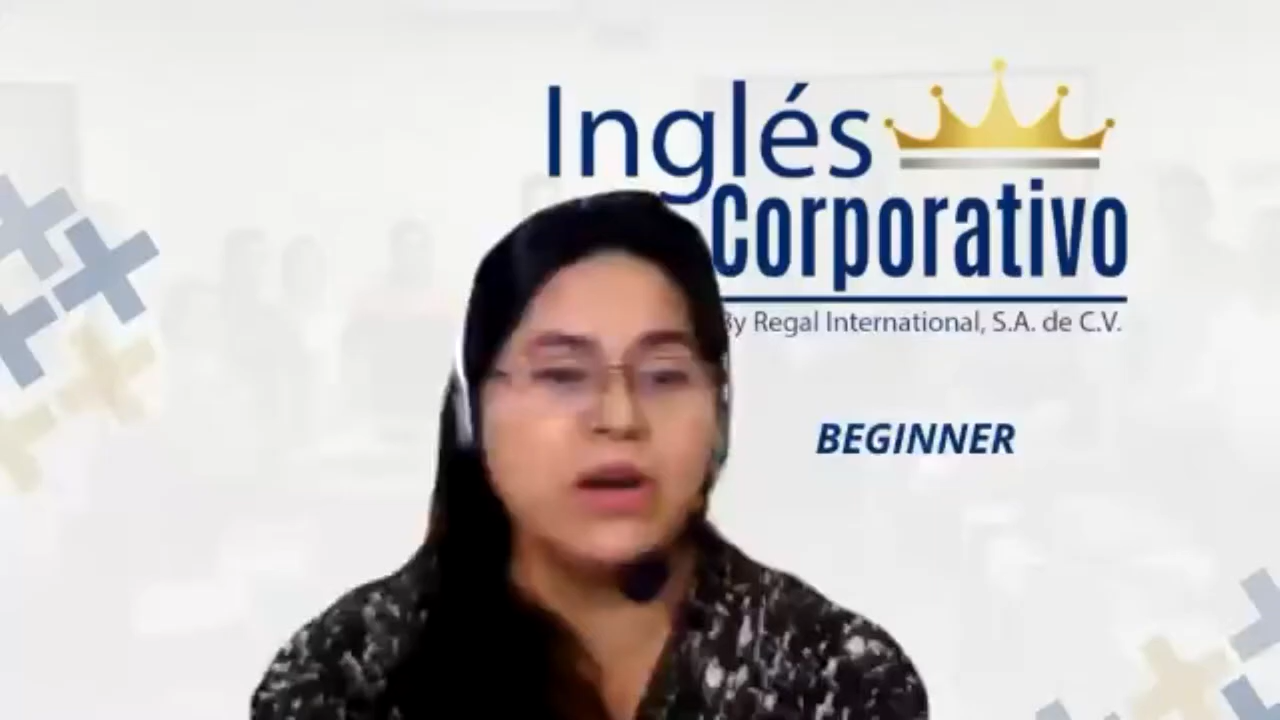 Inglés
Corporativo
By Regal International, S.A. de C.V.
BEGINNER